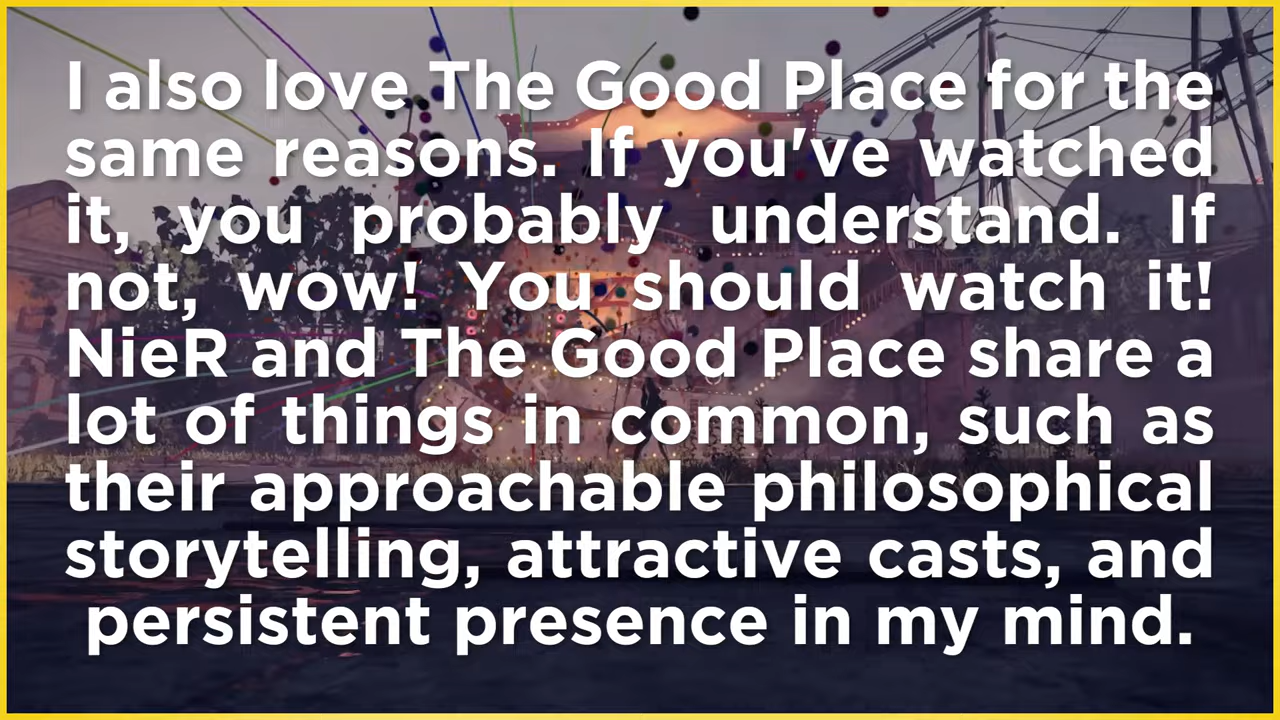 I also love The Good Place for the
same reasons. If you've watched
it, you probably understand. If
not, wow! You should watch it!
NieR and The Good Place share a
lot of things in common, such as
their approachable philosophical
storytelling, attractive casts, and
persistent presence in my mind.